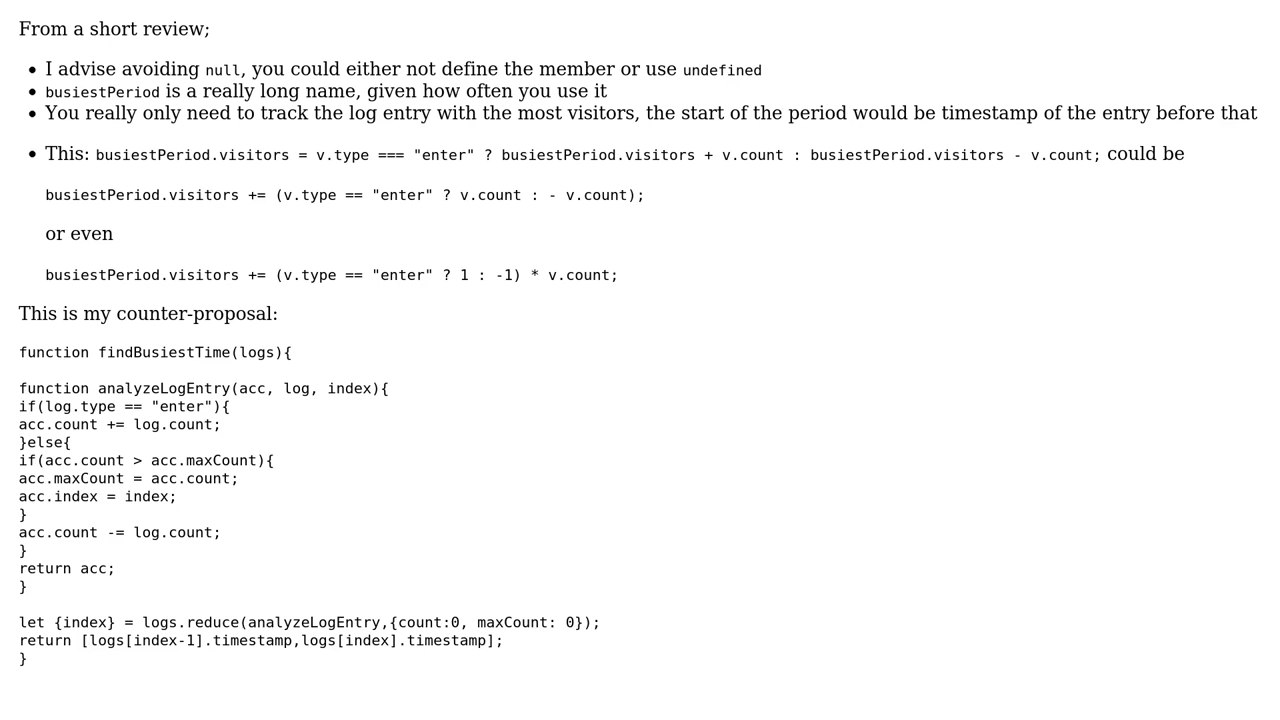 From a short review;
• I advise avoiding null, you could either not define the member or use undefined
• busiestPeriod is a really long name, given how often you use it
• You really only need to track the log entry with the most visitors, the start of the period would be timestamp of the entry before that
• This: busiestPeriod.visitors = v.type === "enter" ? busiestPeriod.visitors + v.count : busiestPeriod.visitors - v.count; could be
busiestPeriod.visitors += (v.type == "enter" ? v.count : - v.count);
or even
busiestPeriod.visitors += (v.type == "enter" ? 1 : -1) * v.count;
This is my counter-proposal:
function findBusiestTime(logs){
function analyzeLogEntry(acc, log, index){
if(log.type == "enter"){
acc.count += log.count;
}else{
if(acc.count > acc.maxCount){
acc.maxCount = acc.count;
acc.index = index;
}
acc.count -= log.count;
}
return acc;
}
let {index} = logs.reduce(analyzeLogEntry,{count:0, maxCount: 0});
return [logs[index-1].timestamp,logs[index].timestamp];
}